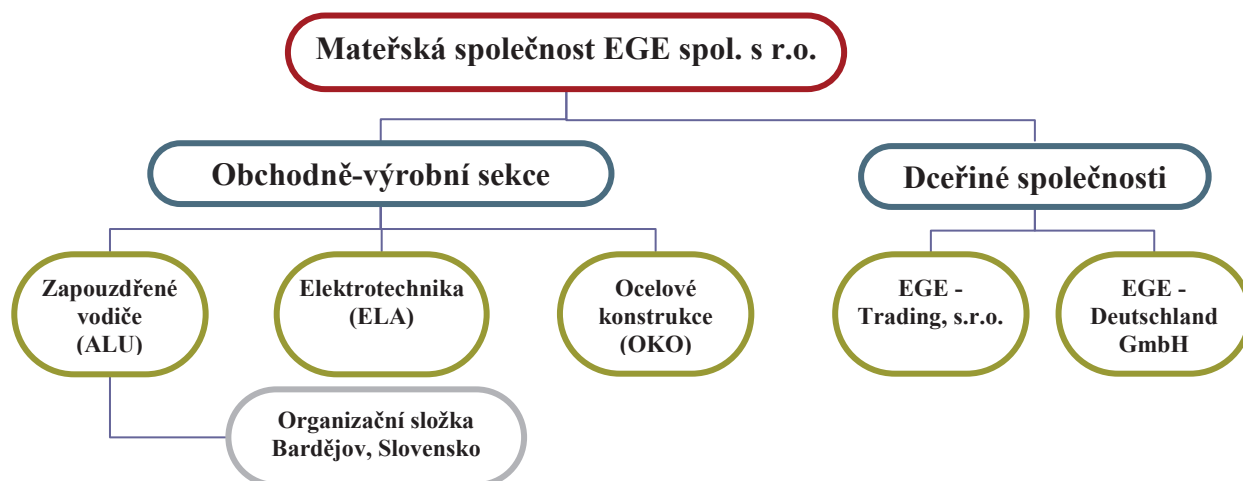 Mateřská společnost EGE spol. s r.o.
Obchodně-výrobní sekce
Dceřiné společnosti
Zapouzdřené
vodiče
(ALU)
Elektrotechnika
(ELA)
Ocelové
konstrukce
(OKO)
EGE -
Trading, s.r.o.
EGE -
Deutschland
GmbH
Organizační složka
Bardějov, Slovensko